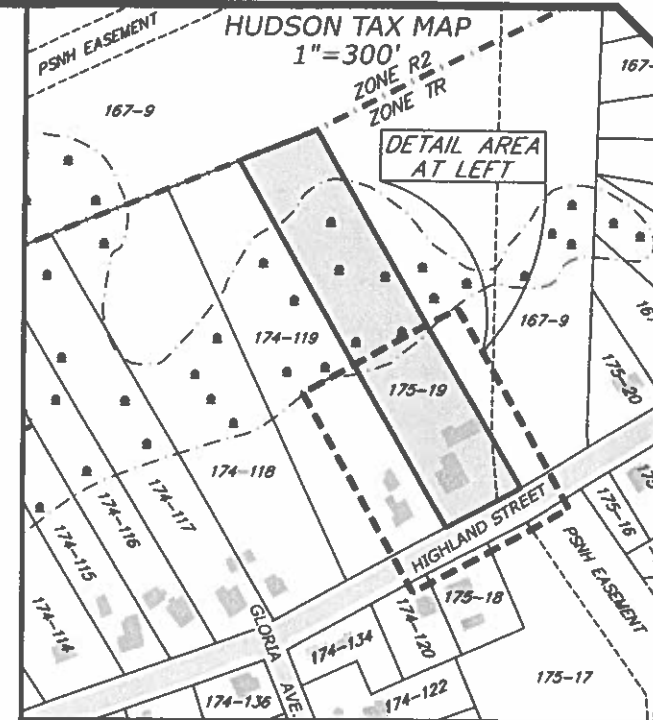 HUDSON TAX MAP
1"=300'
PSNH EASEMENT
ZONE R2
ZONE TR
167-9
DETAIL AREA
AT LEFT
174-119
167-9
175-19
175-20
174-118
174-117
174-116
174-115
174-114
HIGHLAND STREET
175-16
PSNH EASEMENT
GLORIA AVE.
175-18
174-120
174-134
174-136
174-122
175-17